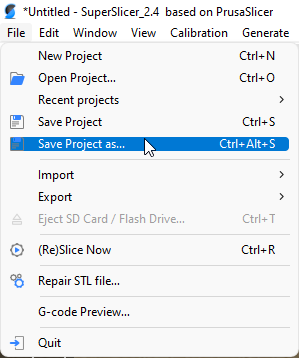 *Untitled - SuperSlicer_2.4 based on PrusaSlicer
File Edit Window View Calibration Generate
New Project Ctrl+N
Open Project... Ctrl+O
Recent projects
Save Project Ctrl+S
Save Project as... Ctrl+Alt+S
Import
Export
Eject SD Card / Flash Drive... Ctrl+T
(Re)Slice Now Ctrl+R
Repair STL file...
G-code Preview...
Quit